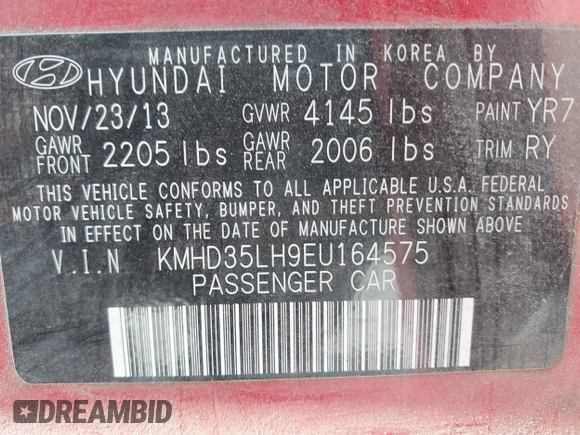 MANUFACTURED IN KOREA BY
HYUNDAI MOTOR COMPANY
NOV/23/13 GVWR 4145 lbs PAINT YR7
GAWR FRONT 2205 lbs GAWR REAR 2006 lbs TRIM RY
THIS VEHICLE CONFORMS TO ALL APPLICABLE U.S.A. FEDERAL
MOTOR VEHICLE SAFETY, BUMPER, AND THEFT PREVENTION STANDARDS
IN EFFECT ON THE DATE OF MANUFACTURE SHOWN ABOVE.
V.I.N KMHD35LH9EU164575
PASSENGER CAR
DREAMBID